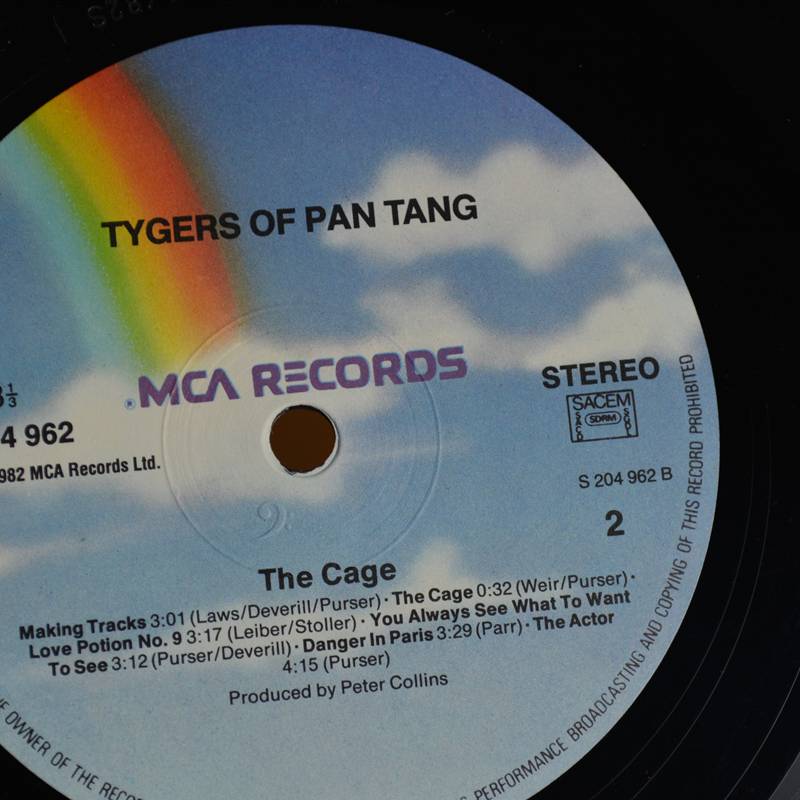 TYGERS OF PAN TANG
MCA RECORDS
®
STEREO
SACEM
SACD SDRM SCD L
3⅓
4 962
982 MCA Records Ltd.
S 204 962 B
2
The Cage
Making Tracks 3:01 (Laws/Deverill/Purser) · The Cage 0:32 (Weir/Purser) ·
Love Potion No. 9 3:17 (Leiber/Stoller) · You Always See What To Want
To See 3:12 (Purser/Deverill) · Danger In Paris 3:29 (Parr) · The Actor
4:15 (Purser)
Produced by Peter Collins
PERFORMANCE BROADCASTING AND COPYING OF THIS RECORD PROHIBITED
OWNER OF THE